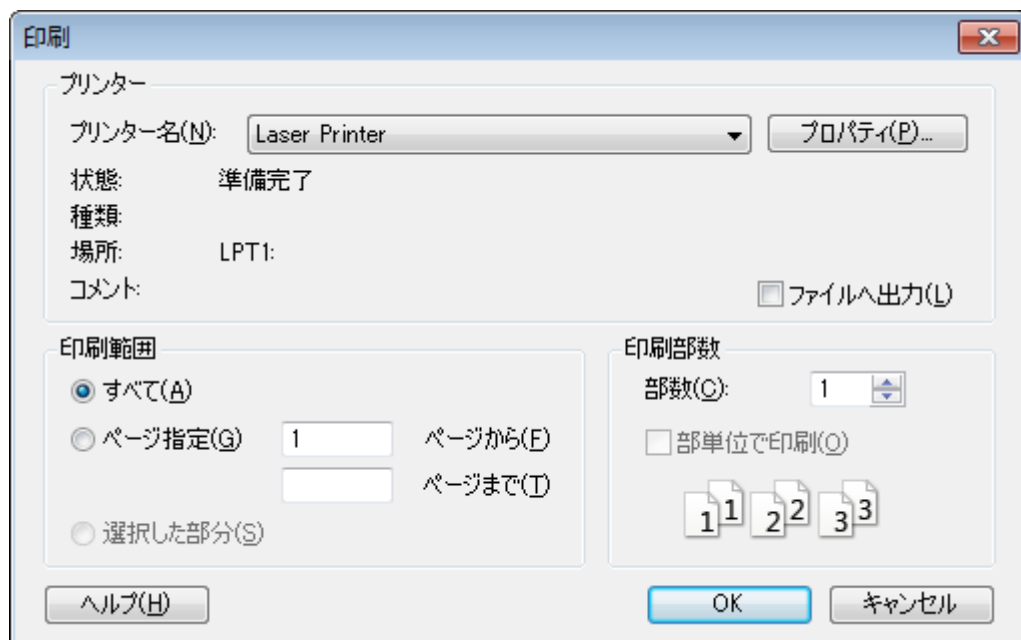 印刷
プリンター
プリンター名(N): Laser Printer プロパティ(P)...
状態: 準備完了
種類:
場所: LPT1:
コメント:
ファイルへ出力(L)
印刷範囲
すべて(A)
ページ指定(G) 1 ページから(F)
ページまで(T)
選択した部分(S)
印刷部数
部数(C): 1
部単位で印刷(O)
1 1 2 2 3 3
ヘルプ(H) OK キャンセル